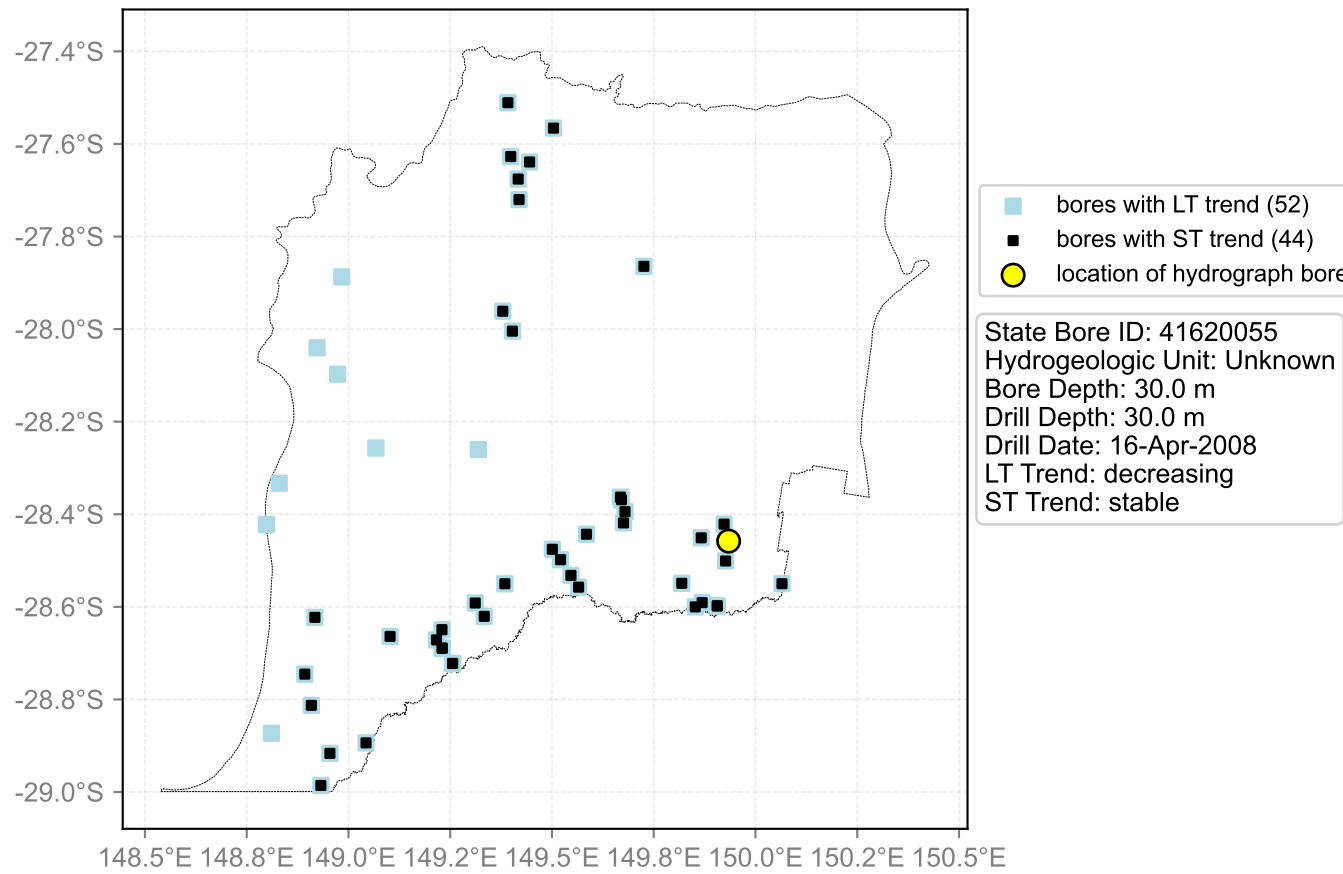 -27.4°S
-27.6°S
-27.8°S
-28.0°S
-28.2°S
-28.4°S
-28.6°S
-28.8°S
-29.0°S
148.5°E 148.8°E 149.0°E 149.2°E 149.5°E 149.8°E 150.0°E 150.2°E 150.5°E
bores with LT trend (52)
bores with ST trend (44)
location of hydrograph bore
State Bore ID: 41620055
Hydrogeologic Unit: Unknown
Bore Depth: 30.0 m
Drill Depth: 30.0 m
Drill Date: 16-Apr-2008
LT Trend: decreasing
ST Trend: stable